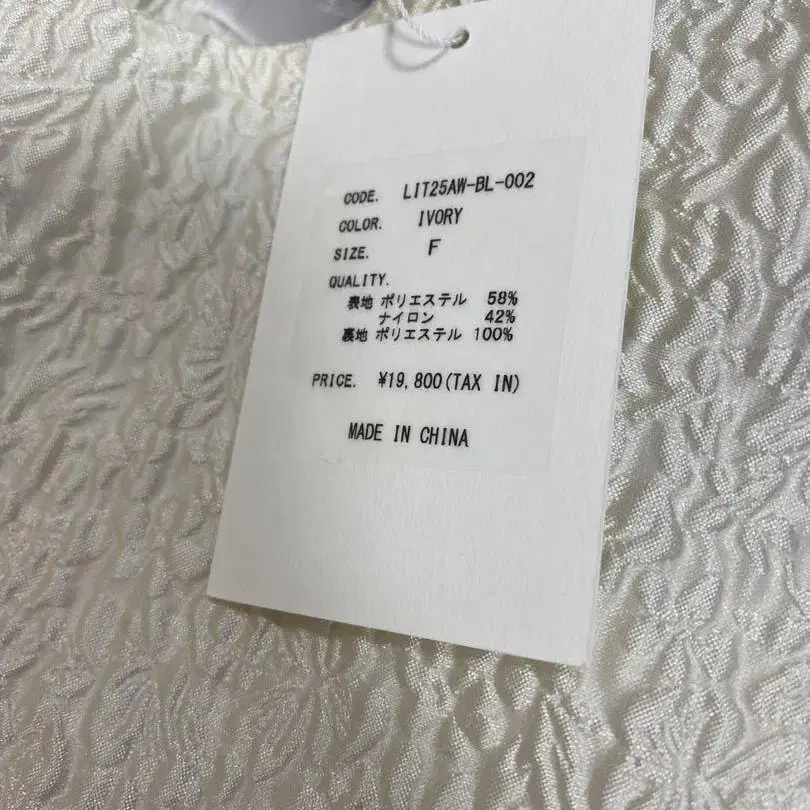 CODE. LIT25AW-BL-002
COLOR. IVORY
SIZE. F
QUALITY.
表地 ポリエステル 58%
ナイロン 42%
裏地 ポリエステル 100%
PRICE. ¥19,800(TAX IN)
MADE IN CHINA